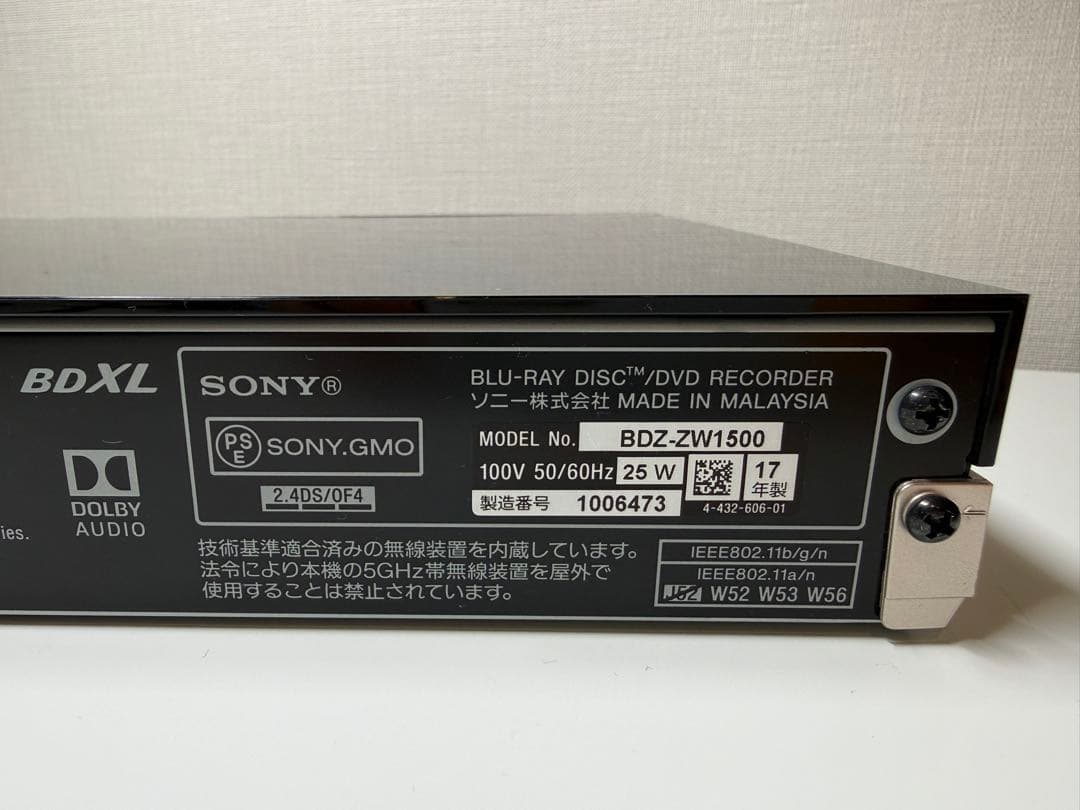 BDXL
DOLBY
AUDIO
ies.
SONY®
BLU-RAY DISC™/DVD RECORDER
ソニー株式会社 MADE IN MALAYSIA
PSE SONY.GMO
2.4DS/OF4
MODEL No. BDZ-ZW1500
100V 50/60Hz 25 W
17
年製
製造番号 1006473
4-432-606-01
技術基準適合済みの無線装置を内蔵しています。
法令により本機の5GHz帯無線装置を屋外で
使用することは禁止されています。
IEEE802.11b/g/n
IEEE802.11a/n
J52 W52 W53 W56